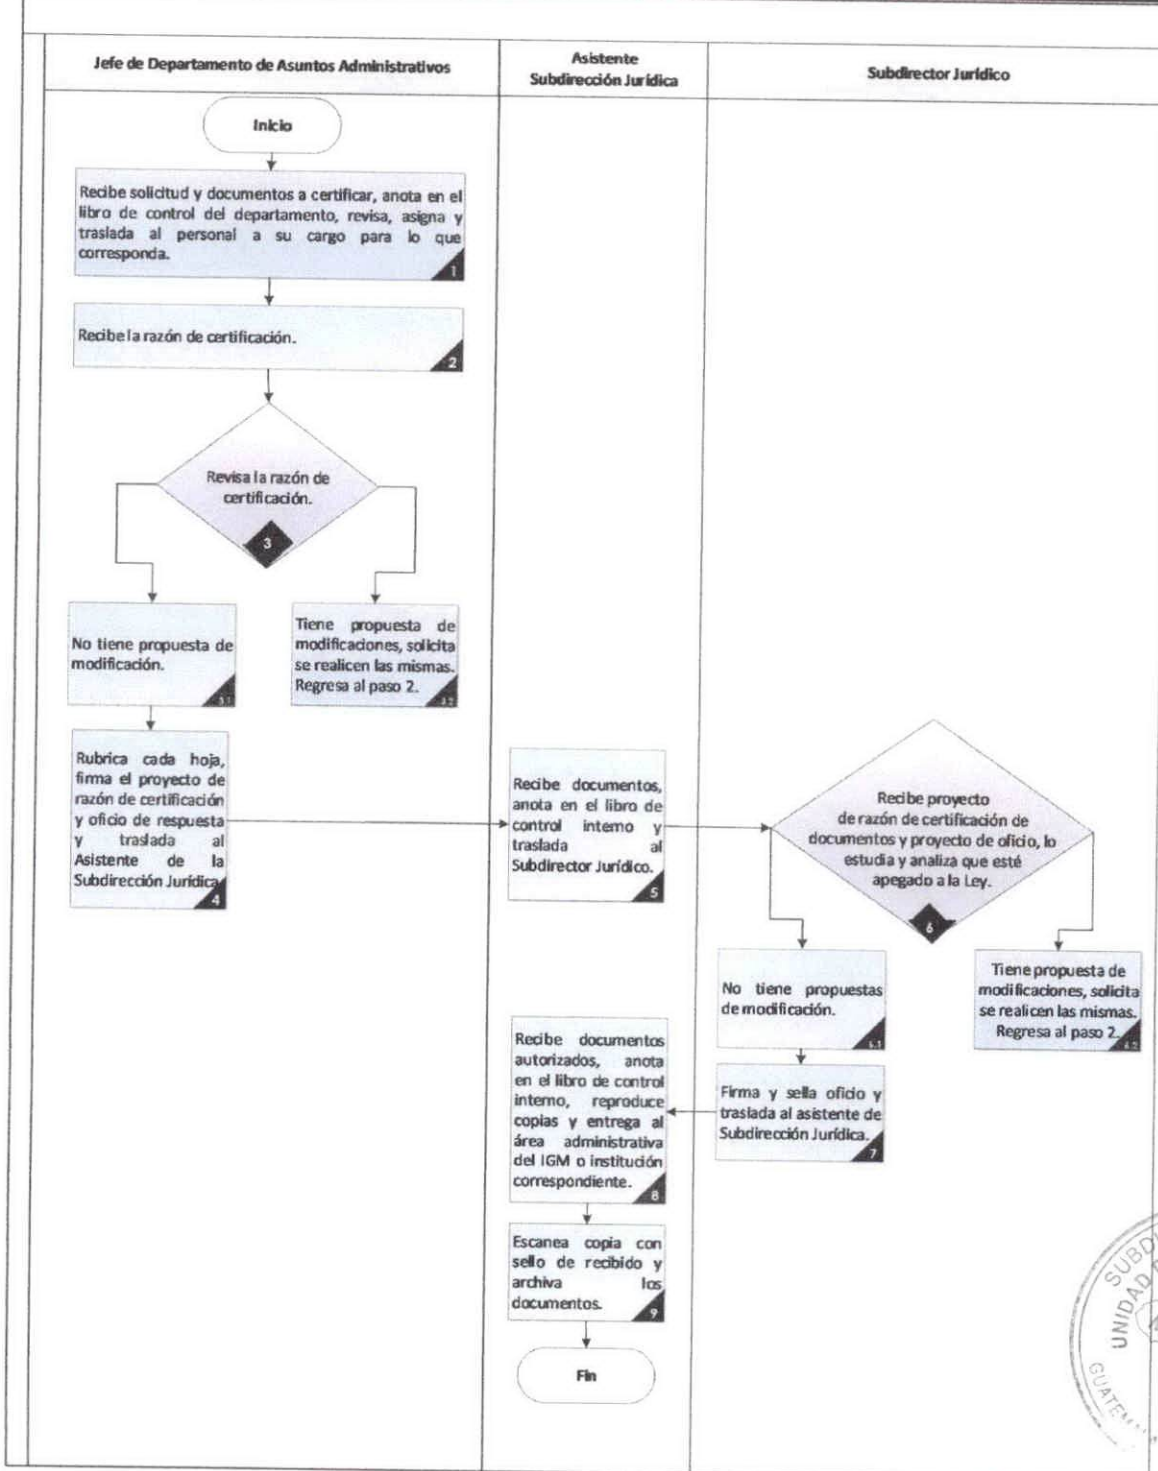 Jefe de Departamento de Asuntos Administrativos
Asistente
Subdirección Jurídica
Subdirector Jurídico
Inicio
Recibe solicitud y documentos a certificar, anota en el
libro de control del departamento, revisa, asigna y
traslada al personal a su cargo para lo que
corresponda.
1
Recibe la razón de certificación.
2
Revisa la razón de
certificación.
3
No tiene propuesta de
modificación.
3.1
Tiene propuesta de
modificaciones, solicita
se realicen las mismas.
Regresa al paso 2.
3.2
Rubrica cada hoja,
firma el proyecto de
razón de certificación
y oficio de respuesta
y traslada al
Asistente de la
Subdirección Jurídica
4
Recibe documentos,
anota en el libro de
control interno y
traslada al
Subdirector Jurídico.
5
Recibe proyecto
de razón de certificación de
documentos y proyecto de oficio, lo
estudia y analiza que esté
apegado a la Ley.
6
No tiene propuestas
de modificación.
6.1
Tiene propuesta de
modificaciones, solicita
se realicen las mismas.
Regresa al paso 2.
6.2
Firma y sella oficio y
traslada al asistente de
Subdirección Jurídica.
7
Recibe documentos
autorizados, anota
en el libro de control
interno, reproduce
copias y entrega al
área administrativa
del IGM o institución
correspondiente.
8
Escanea copia con
sello de recibido y
archiva los
documentos.
9
Fin
UNIDAD